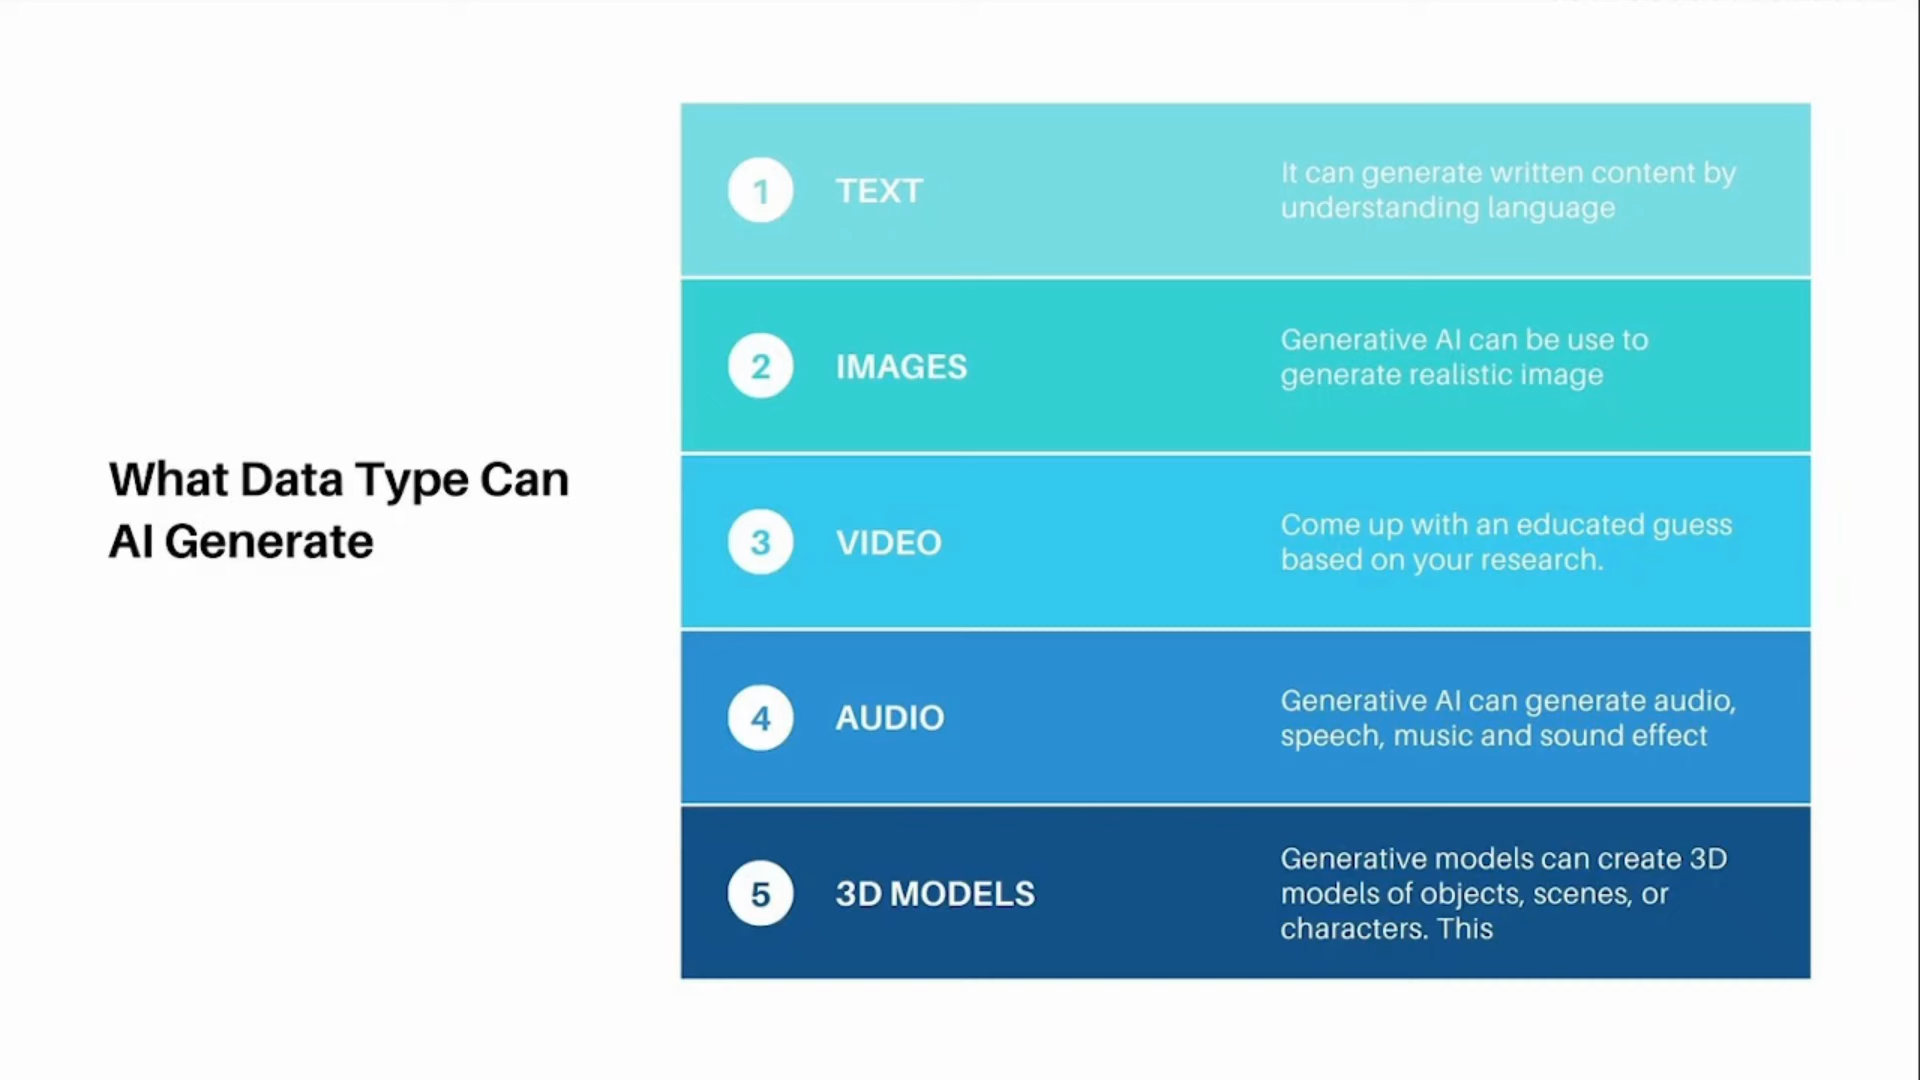 What Data Type Can
AI Generate
1
TEXT
It can generate written content by
understanding language
2
IMAGES
Generative AI can be use to
generate realistic image
3
VIDEO
Come up with an educated guess
based on your research.
4
AUDIO
Generative AI can generate audio,
speech, music and sound effect
5
3D MODELS
Generative models can create 3D
models of objects, scenes, or
characters. This